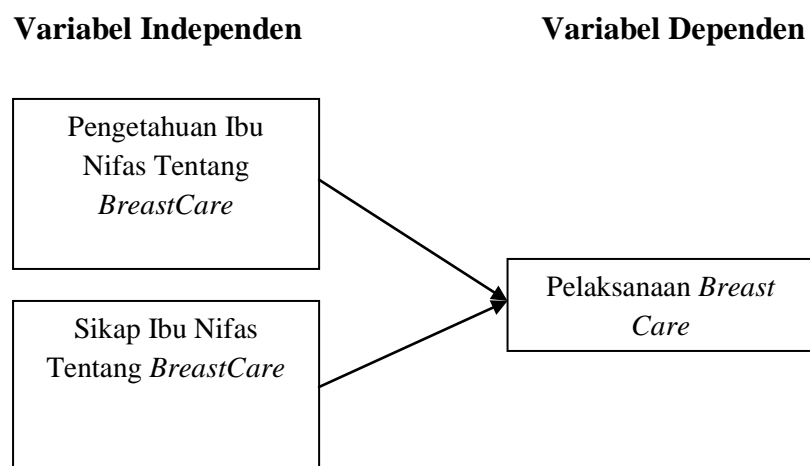 Variabel Independen
Variabel Dependen
Pengetahuan Ibu
Nifas Tentang
BreastCare
Sikap Ibu Nifas
Tentang BreastCare
Pelaksanaan Breast
Care